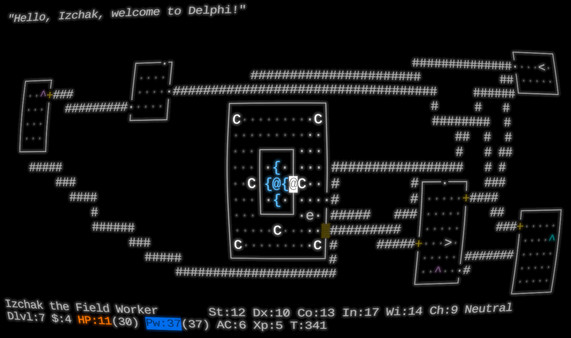 "Hello, Izchak, welcome to Delphi!"
Izchak the Field Worker St:12 Dx:10 Co:13 In:17 Wi:14 Ch:9 Neutral
Dlvl:7 $:4 HP:11(30) Pw:37(37) AC:6 Xp:5 T:341